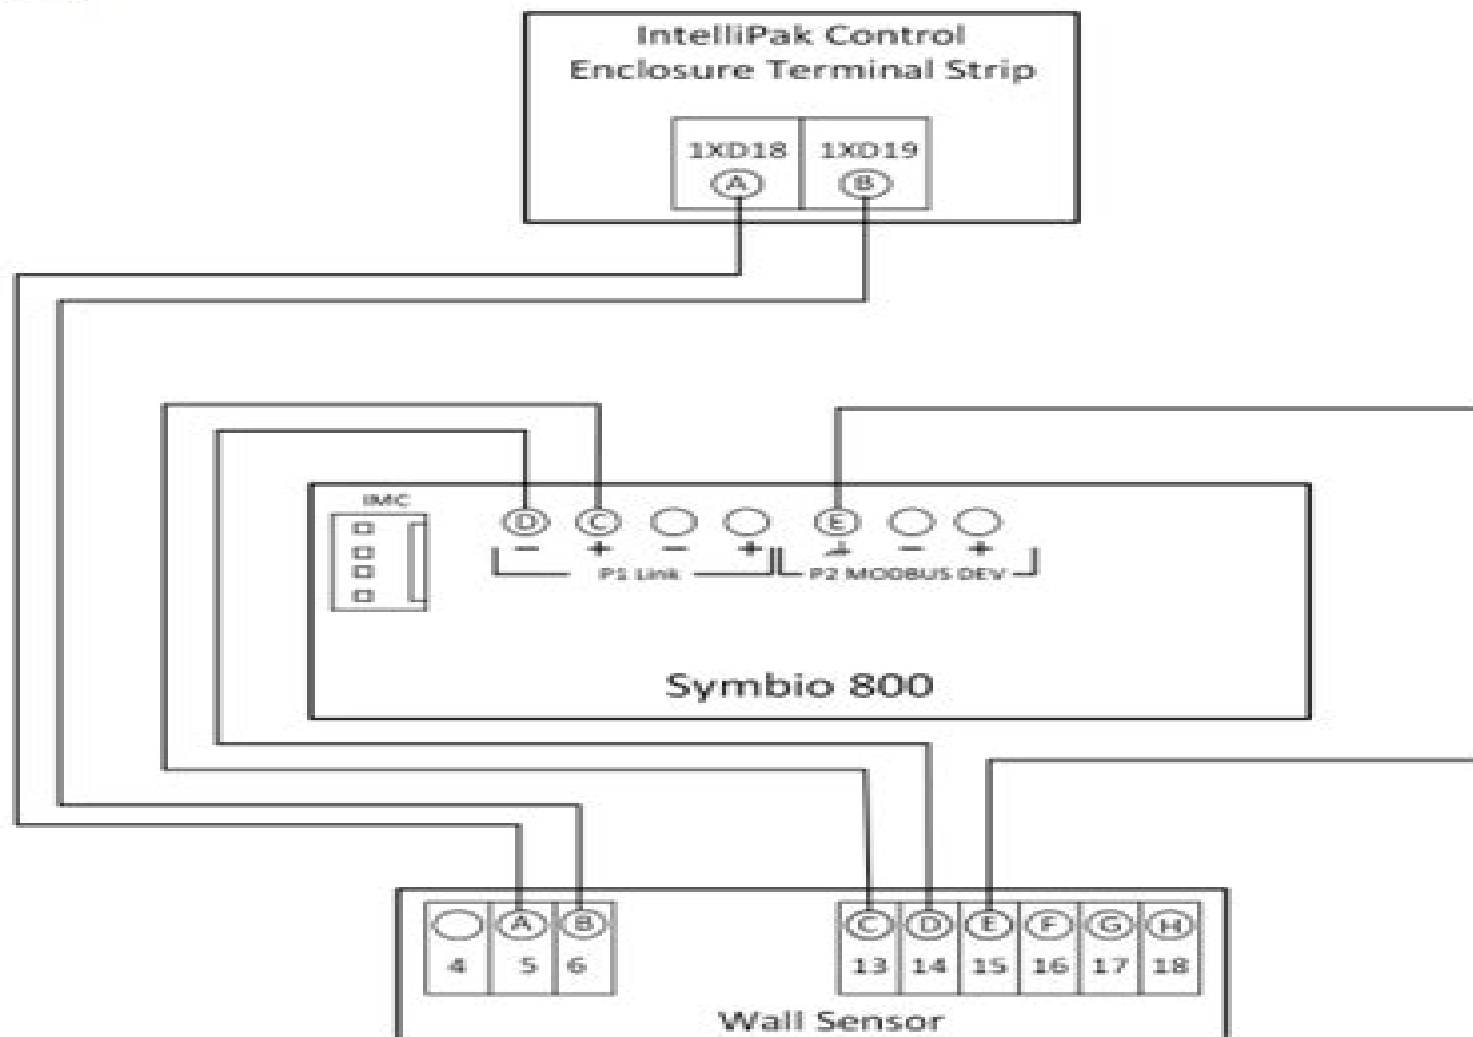 IntelliPak Control
Enclosure Terminal Strip
1XD18 1XD19
A B
IMC
D C E
− + − + − +
P1 Link P2 MODBUS DEV
Symbio 800
A B C D E F G H
4 5 6 13 14 15 16 17 18
Wall Sensor